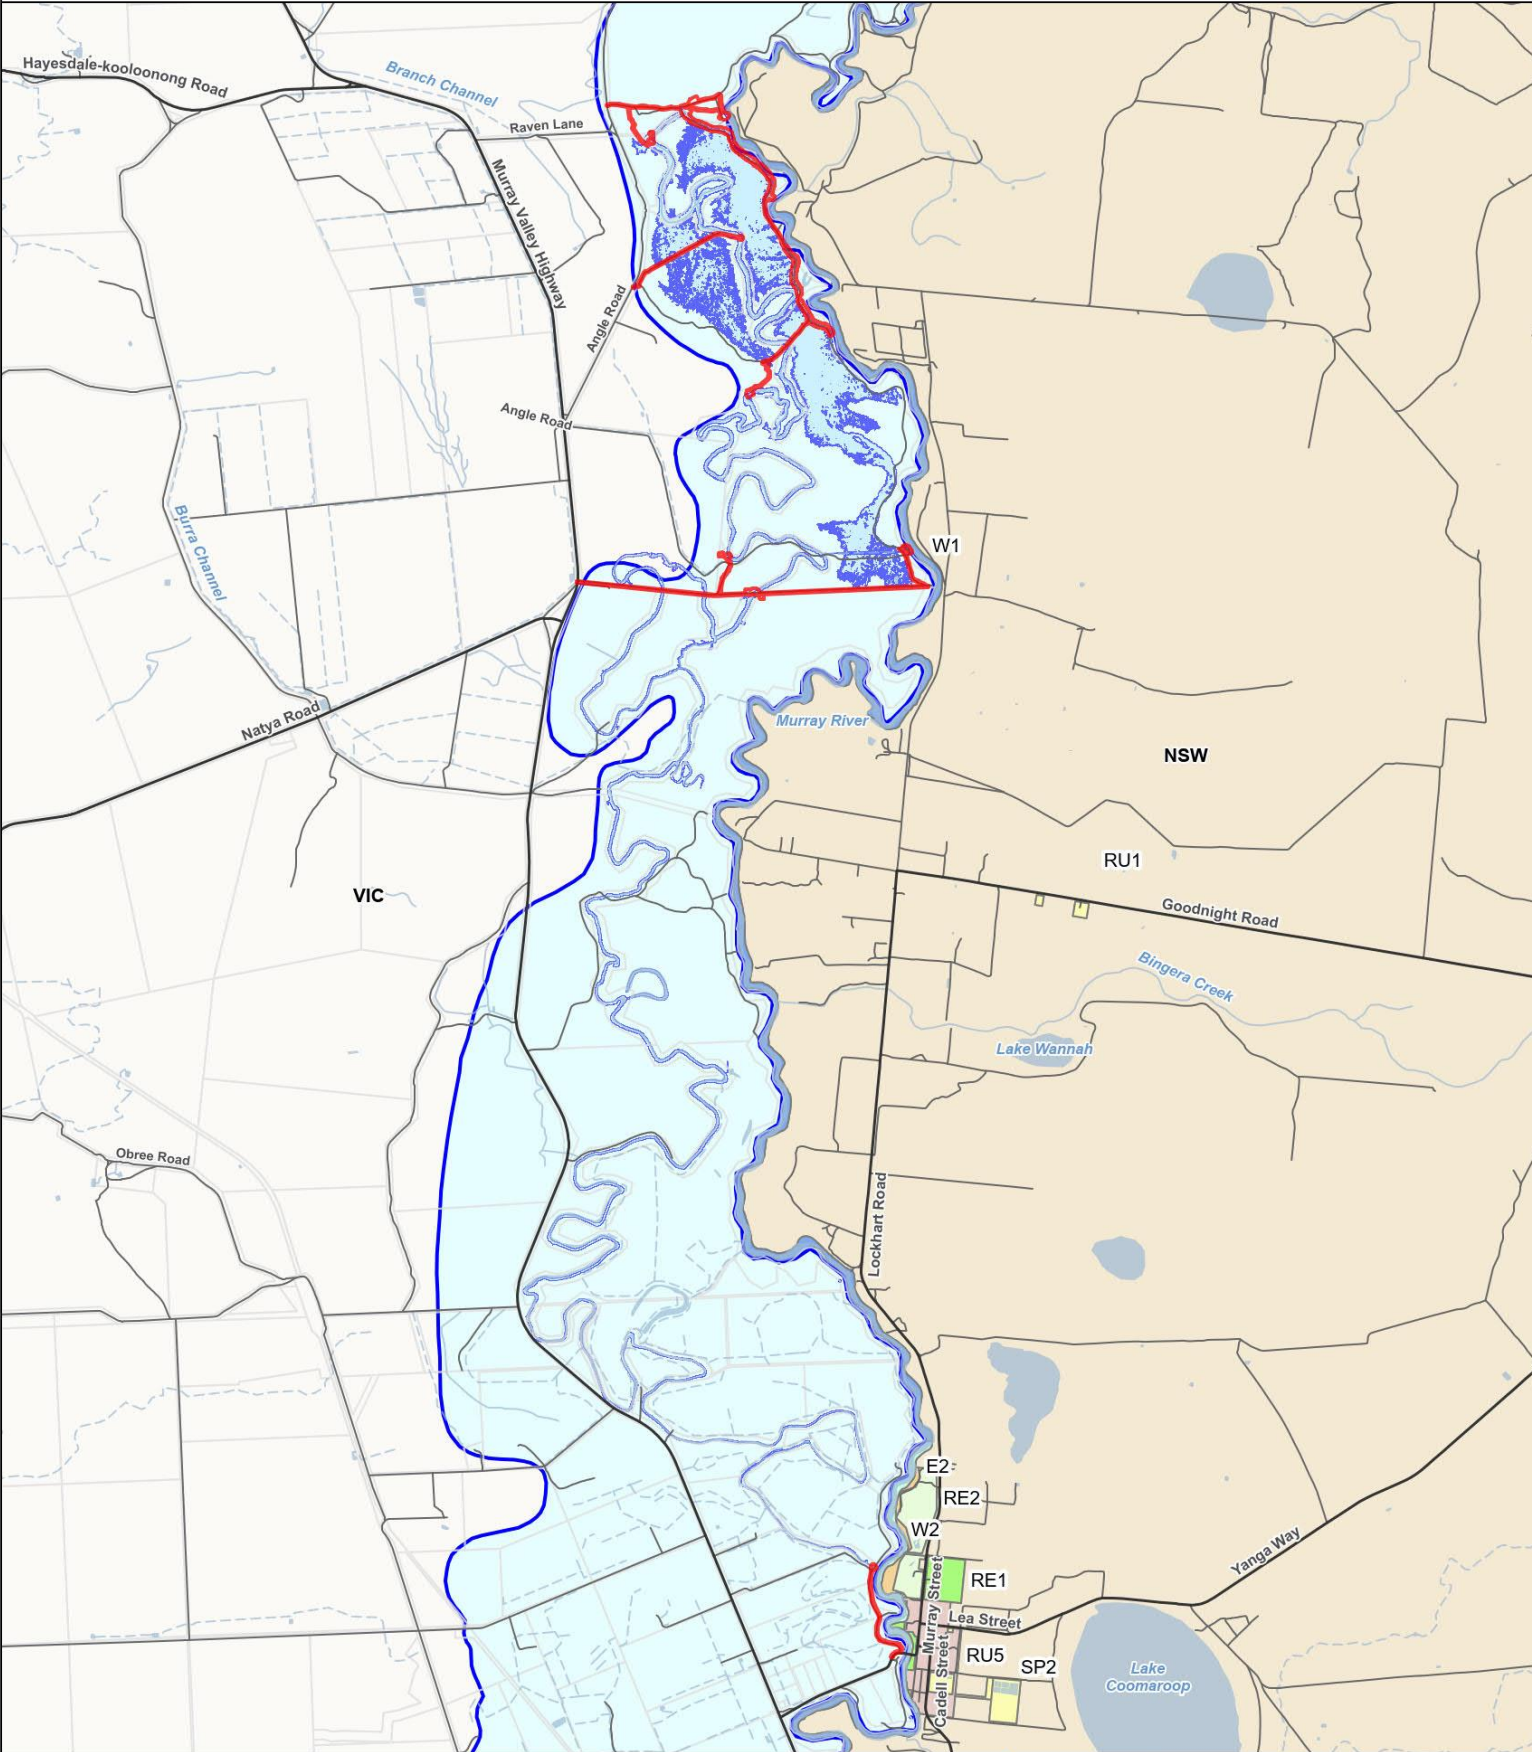 Hayesdale-kooloonong Road
Branch Channel
Raven Lane
Murray Valley Highway
Angle Road
Angle Road
Burra Channel
W1
Natya Road
Murray River
NSW
RU1
VIC
Goodnight Road
Bingera Creek
Lake Wannah
Obree Road
Lockhart Road
E2
RE2
W2
Yanga Way
RE1
Murray Street
Lea Street
RU5
SP2
Cadell Street
Lake
Coomaroop